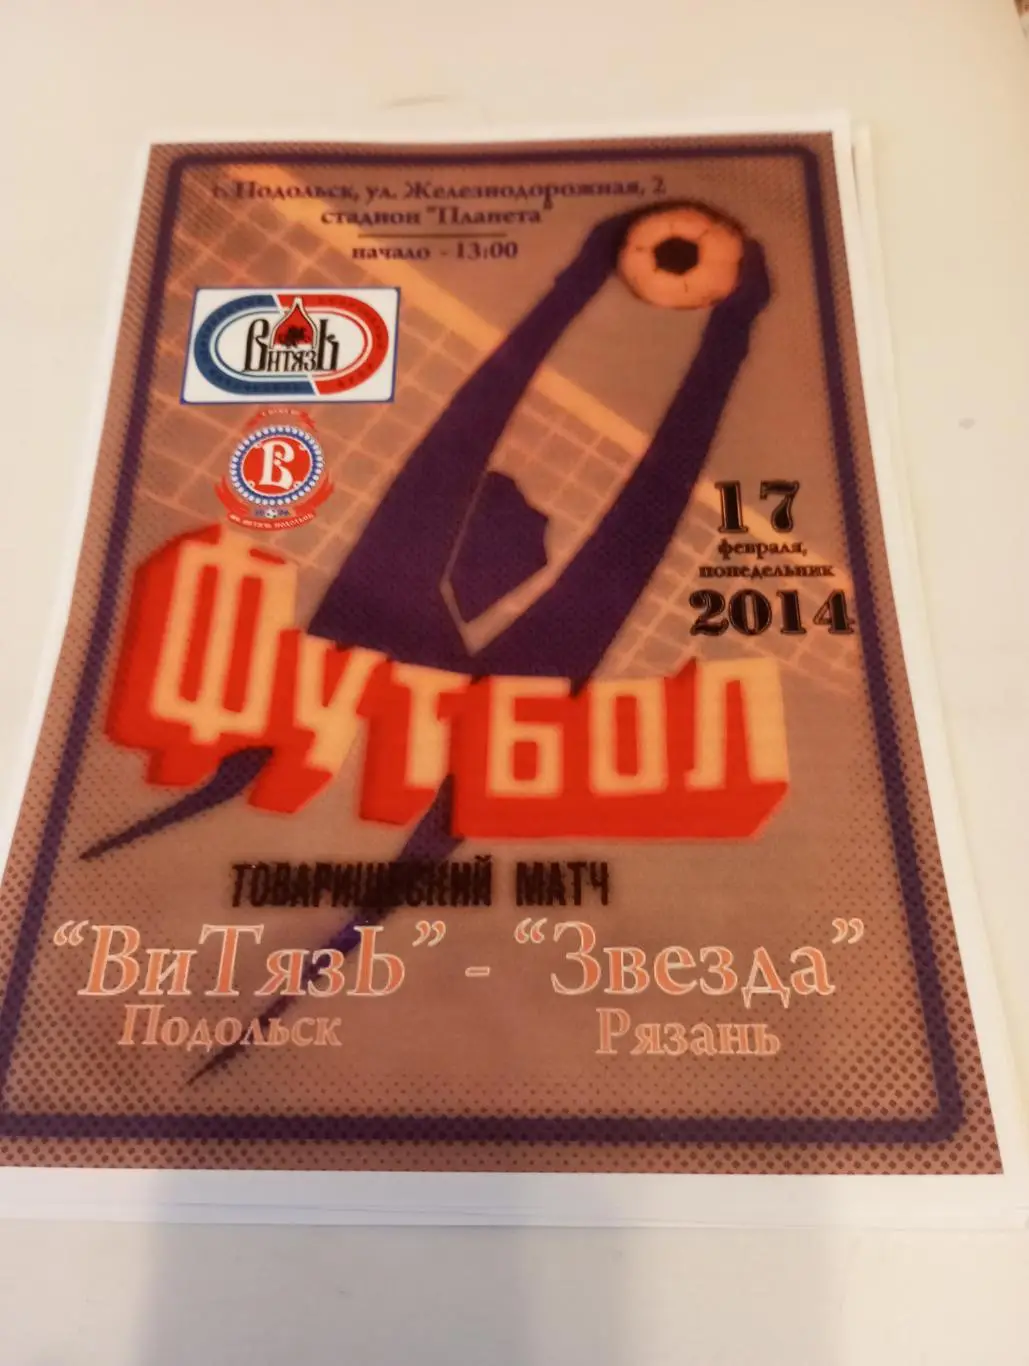 г. Подольск, ул. Железнодорожная, 2
стадион "Планета"
начало - 13:00
ВИТЯЗЬ
В
17
февраля,
понедельник
2014
ФУТБОЛ
ТОВАРИЩЕСКИЙ МАТЧ
"ВиТязЬ" - "Звезда"
Подольск Рязань